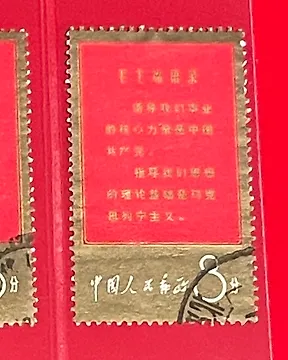 毛主席语录
领导我们事业
的核心力量是中国
共产党。
指导我们思想
的理论基础是马克
思列宁主义。
中国人民邮政 8分